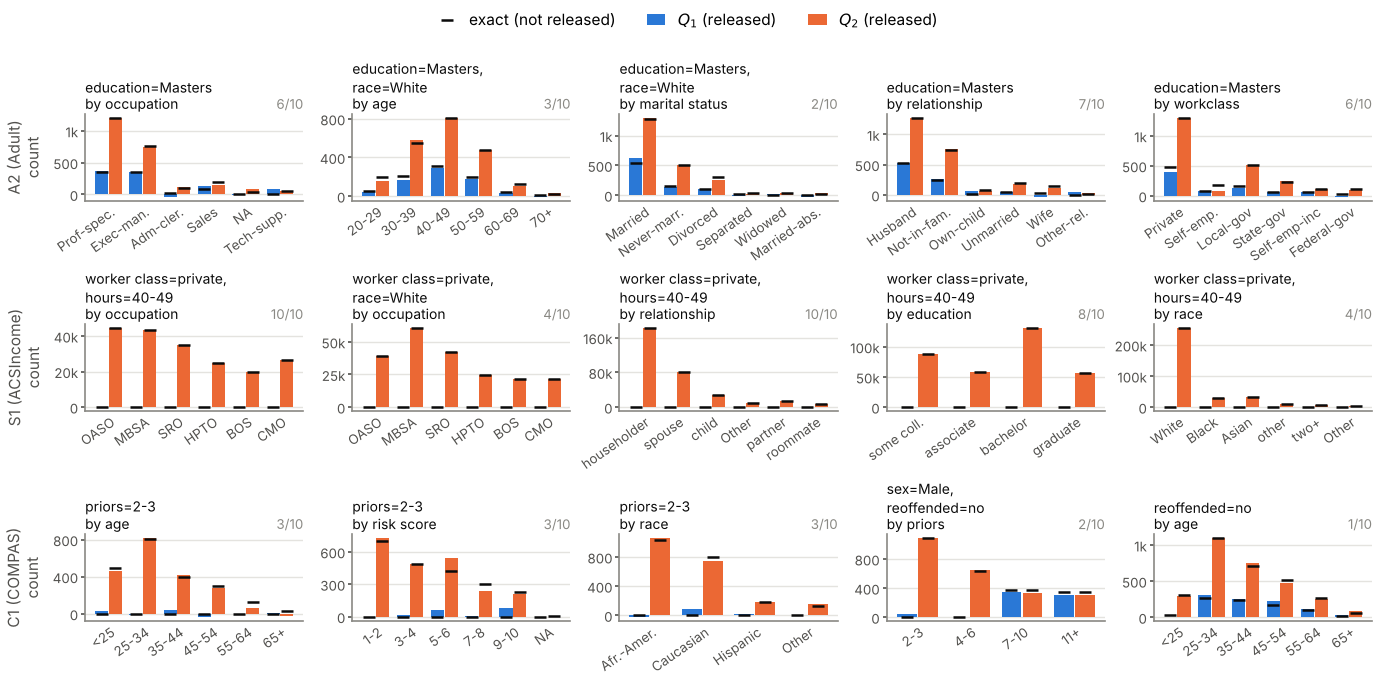 exact (not released)
Q1 (released)
Q2 (released)
A2 (Adult)
count
education=Masters
by occupation
6/10
1k
500
0
Prof-spec.
Exec-man.
Adm-cler.
Sales
NA
Tech-supp.
education=Masters,
race=White
by age
3/10
800
400
0
20-29
30-39
40-49
50-59
60-69
70+
education=Masters,
race=White
by marital status
2/10
1k
500
0
Married
Never-marr.
Divorced
Separated
Widowed
Married-abs.
education=Masters
by relationship
7/10
1k
500
0
Husband
Not-in-fam.
Own-child
Unmarried
Wife
Other-rel.
education=Masters
by workclass
6/10
1k
500
0
Private
Self-emp.
Local-gov
State-gov
Self-emp-inc
Federal-gov
S1 (ACSIncome)
count
worker class=private,
hours=40-49
by occupation
10/10
40k
20k
0
OASO
MBSA
SRO
HPTO
BOS
CMO
worker class=private,
race=White
by occupation
4/10
50k
25k
0
OASO
MBSA
SRO
HPTO
BOS
CMO
worker class=private,
hours=40-49
by relationship
10/10
160k
80k
0
householder
spouse
child
Other
partner
roommate
worker class=private,
hours=40-49
by education
8/10
100k
50k
0
some coll.
associate
bachelor
graduate
worker class=private,
hours=40-49
by race
4/10
200k
100k
0
White
Black
Asian
other
two+
Other
C1 (COMPAS)
count
priors=2-3
by age
3/10
800
400
0
<25
25-34
35-44
45-54
55-64
65+
priors=2-3
by risk score
3/10
600
300
0
1-2
3-4
5-6
7-8
9-10
NA
priors=2-3
by race
3/10
800
400
0
Afr.-Amer.
Caucasian
Hispanic
Other
sex=Male,
reoffended=no
by priors
2/10
800
400
0
2-3
4-6
7-10
11+
reoffended=no
by age
1/10
1k
500
0
<25
25-34
35-44
45-54
55-64
65+